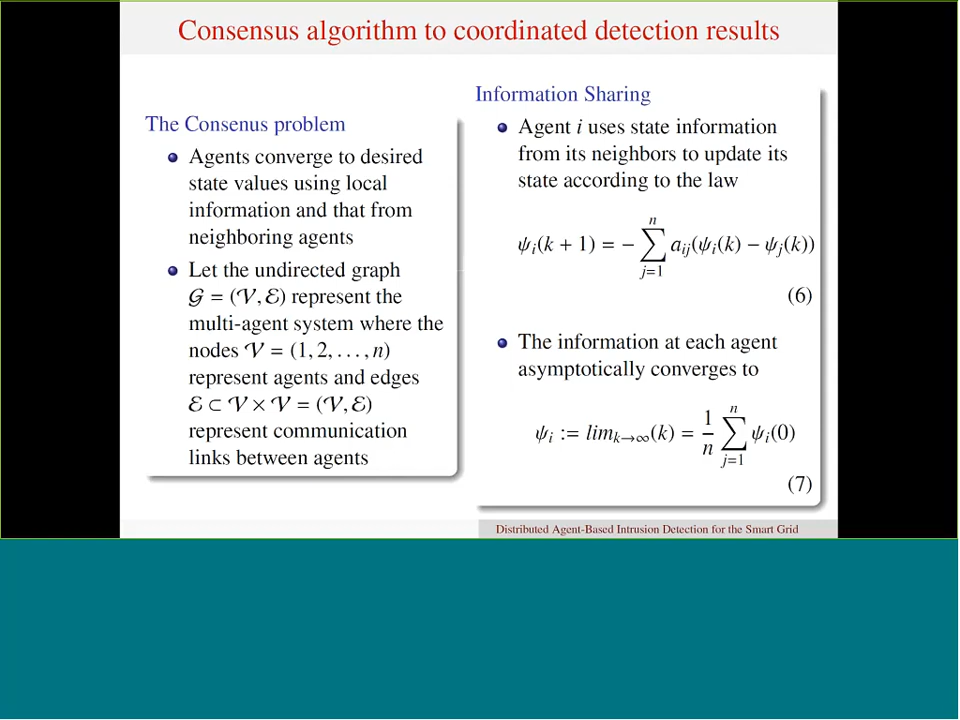 Consensus algorithm to coordinated detection results
The Consenus problem
Agents converge to desired
state values using local
information and that from
neighboring agents
Let the undirected graph
𝒢 = (𝒱, ℰ) represent the
multi-agent system where the
nodes 𝒱 = (1, 2, . . . , n)
represent agents and edges
ℰ ⊂ 𝒱 × 𝒱 = (𝒱, ℰ)
represent communication
links between agents
Information Sharing
Agent i uses state information
from its neighbors to update its
state according to the law
ψᵢ(k + 1) = − ∑ⁿⱼ₌₁ aᵢⱼ(ψᵢ(k) − ψⱼ(k))
(6)
The information at each agent
asymptotically converges to
ψᵢ := limₖ→∞(k) = 1/n ∑ⁿⱼ₌₁ ψᵢ(0)
(7)
Distributed Agent-Based Intrusion Detection for the Smart Grid